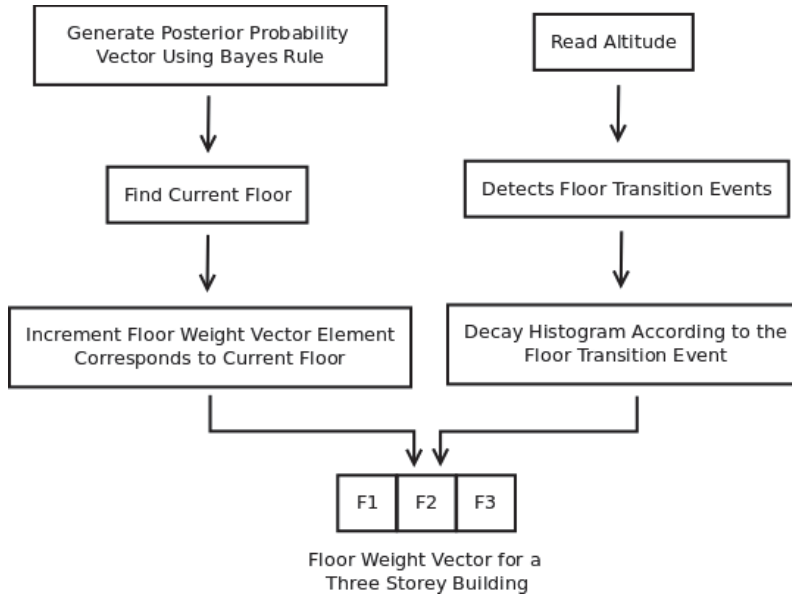 Generate Posterior Probability
Vector Using Bayes Rule
Read Altitude
Find Current Floor
Detects Floor Transition Events
Increment Floor Weight Vector Element
Corresponds to Current Floor
Decay Histogram According to the
Floor Transition Event
F1 F2 F3
Floor Weight Vector for a
Three Storey Building